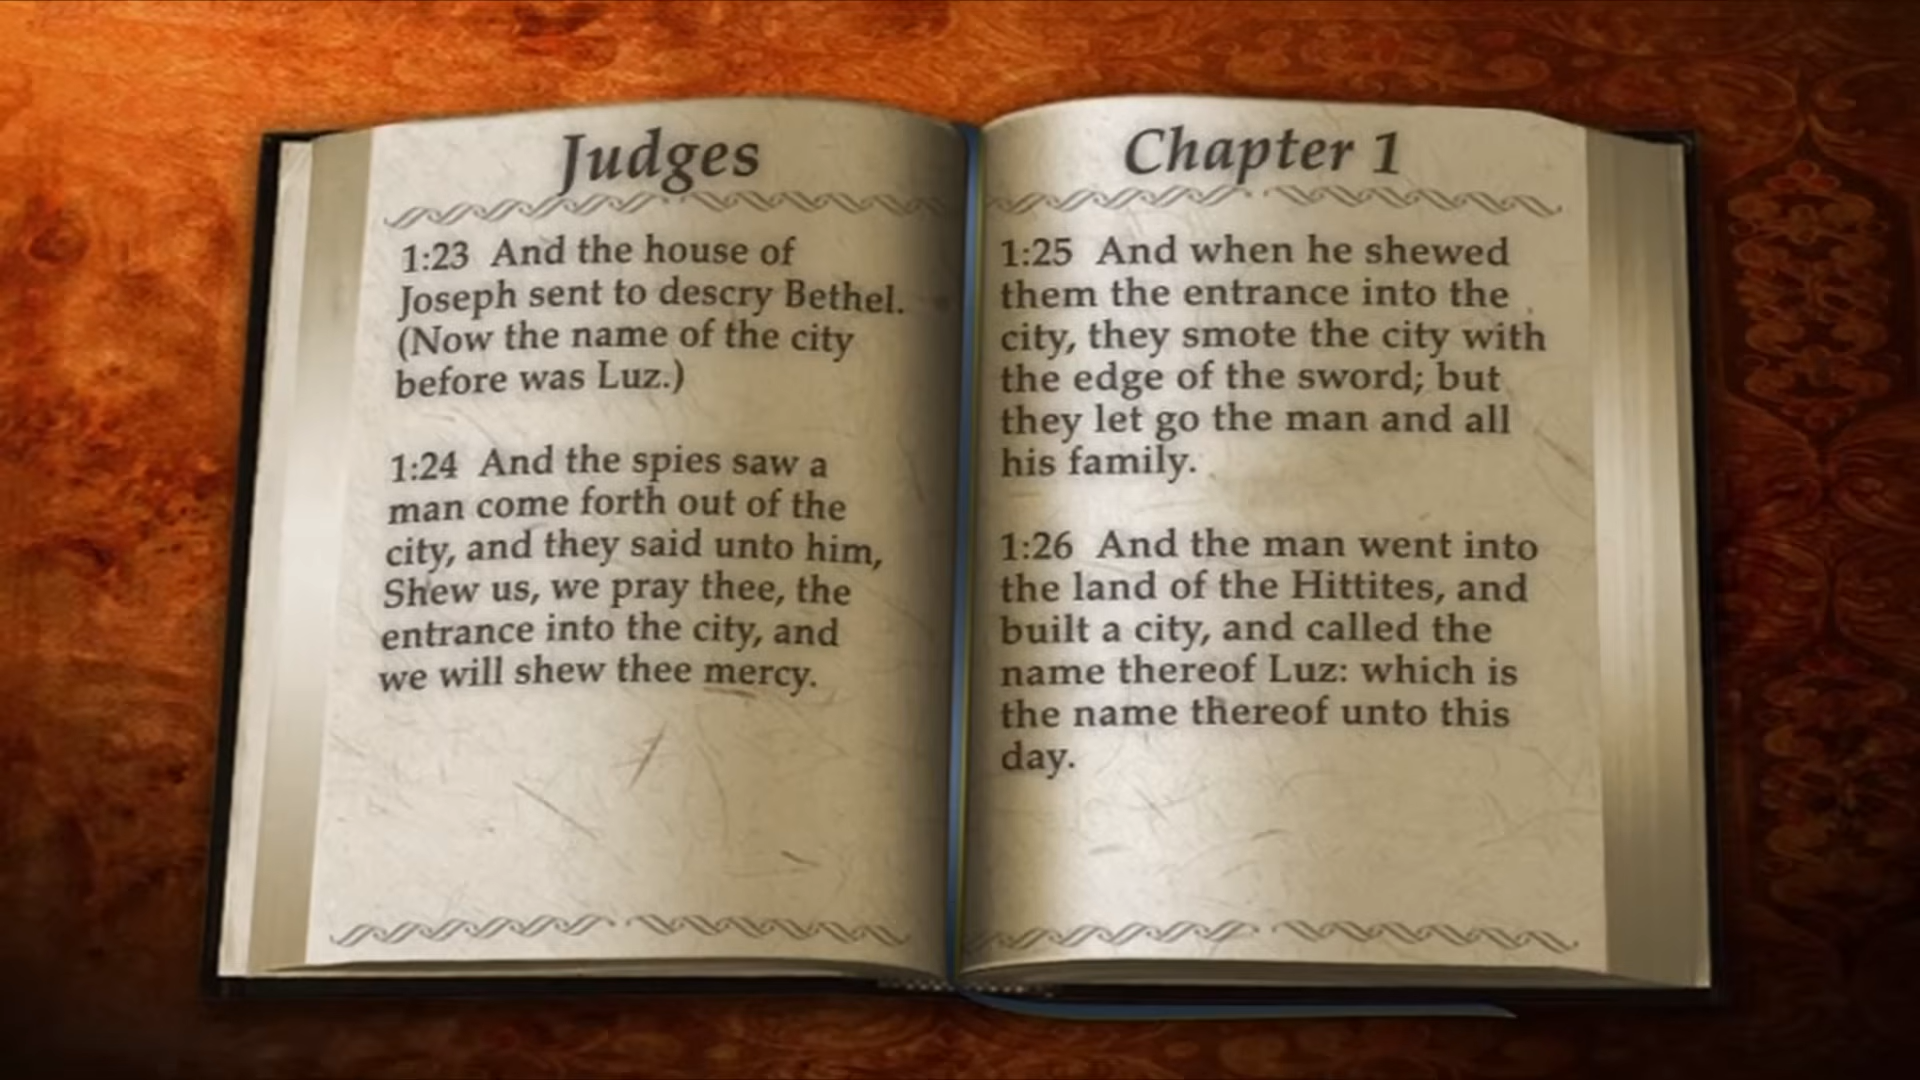 Judges
1:23 And the house of
Joseph sent to descry Bethel.
(Now the name of the city
before was Luz.)
1:24 And the spies saw a
man come forth out of the
city, and they said unto him,
Shew us, we pray thee, the
entrance into the city, and
we will shew thee mercy.
Chapter 1
1:25 And when he shewed
them the entrance into the
city, they smote the city with
the edge of the sword; but
they let go the man and all
his family.
1:26 And the man went into
the land of the Hittites, and
built a city, and called the
name thereof Luz: which is
the name thereof unto this
day.